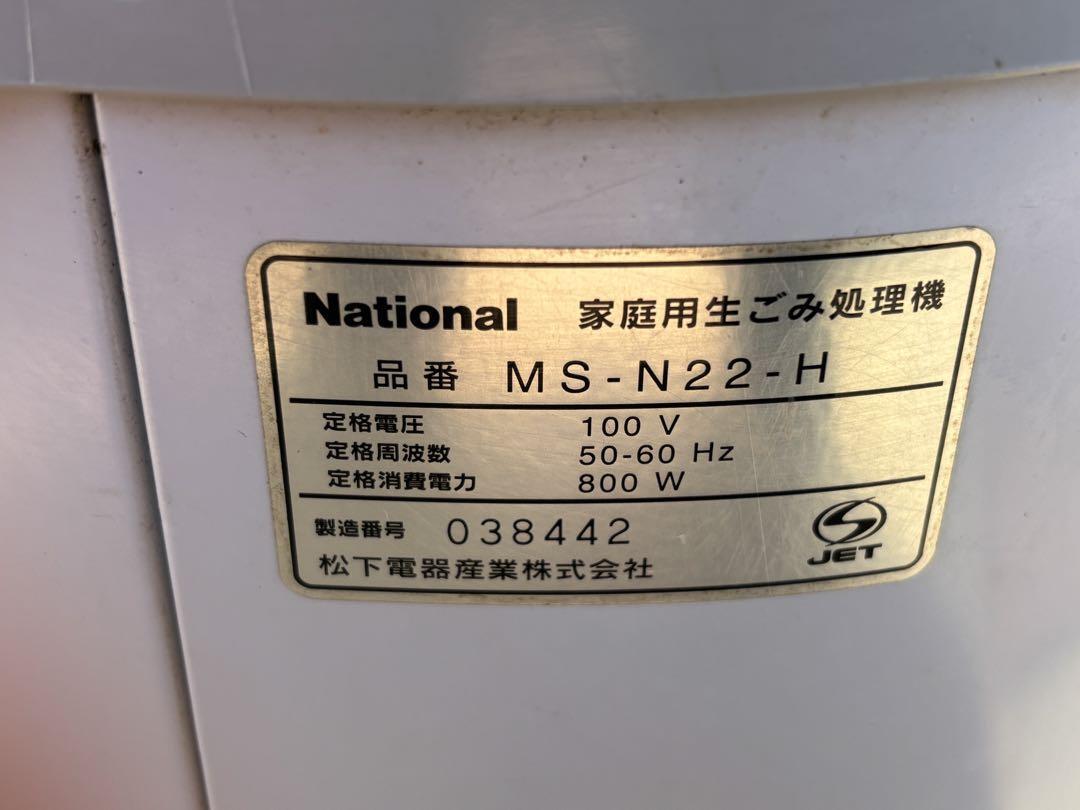 National 家庭用生ごみ処理機
品番 MS-N22-H
定格電圧 100 V
定格周波数 50-60 Hz
定格消費電力 800 W
製造番号 038442
松下電器産業株式会社
JET